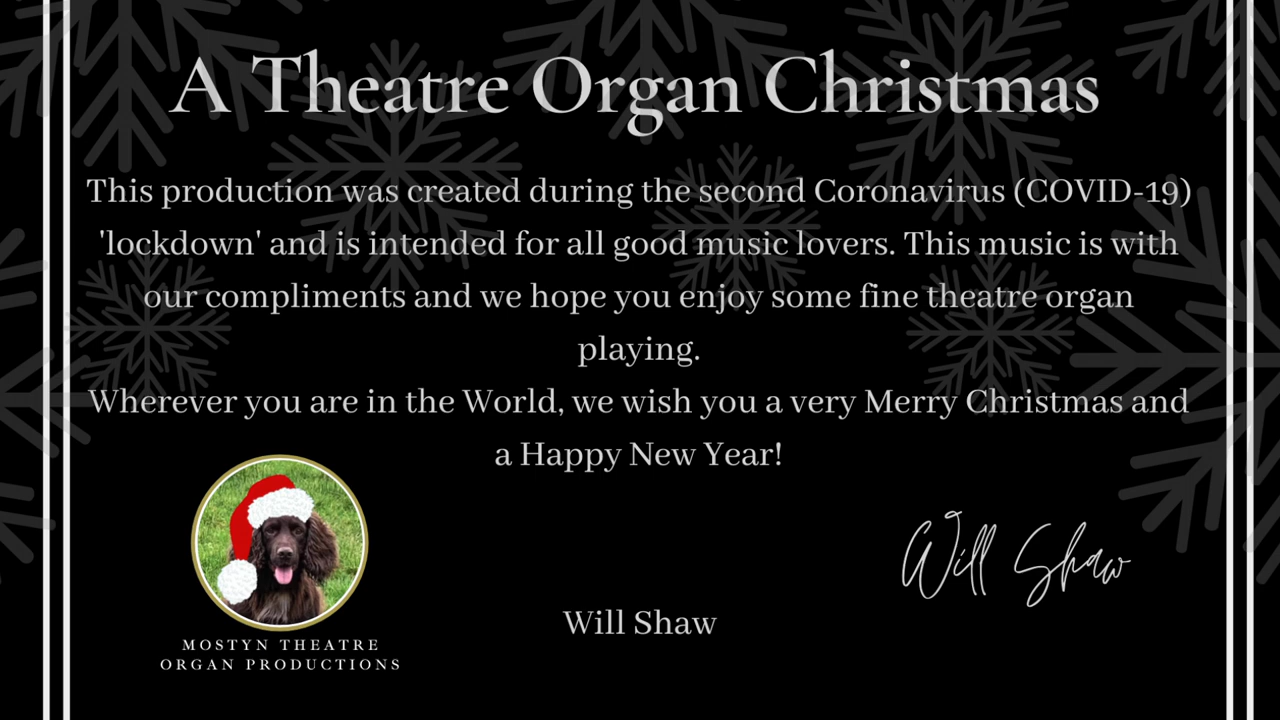 A Theatre Organ Christmas
This production was created during the second Coronavirus (COVID-19)
'lockdown' and is intended for all good music lovers. This music is with
our compliments and we hope you enjoy some fine theatre organ
playing.
Wherever you are in the World, we wish you a very Merry Christmas and
a Happy New Year!
Will Shaw
Will Shaw
MOSTYN THEATRE
ORGAN PRODUCTIONS